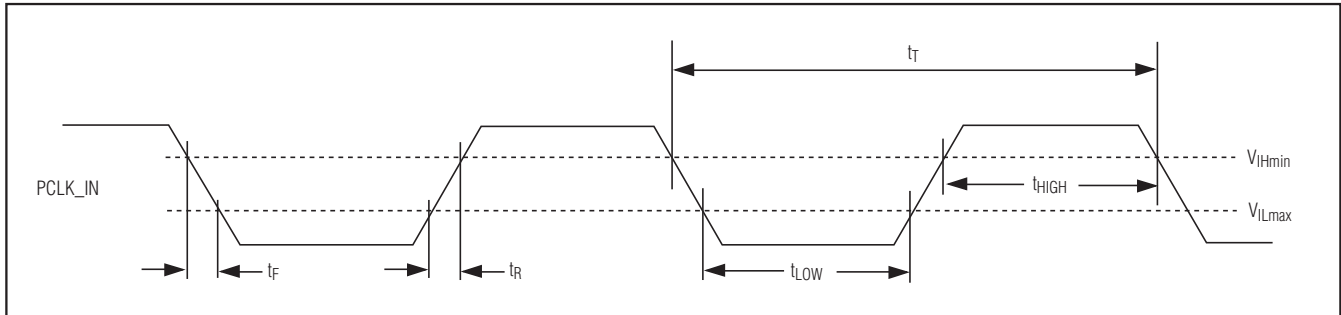 tT
VIHmin
PCLK_IN
tHIGH
VILmax
tF
tR
tLOW